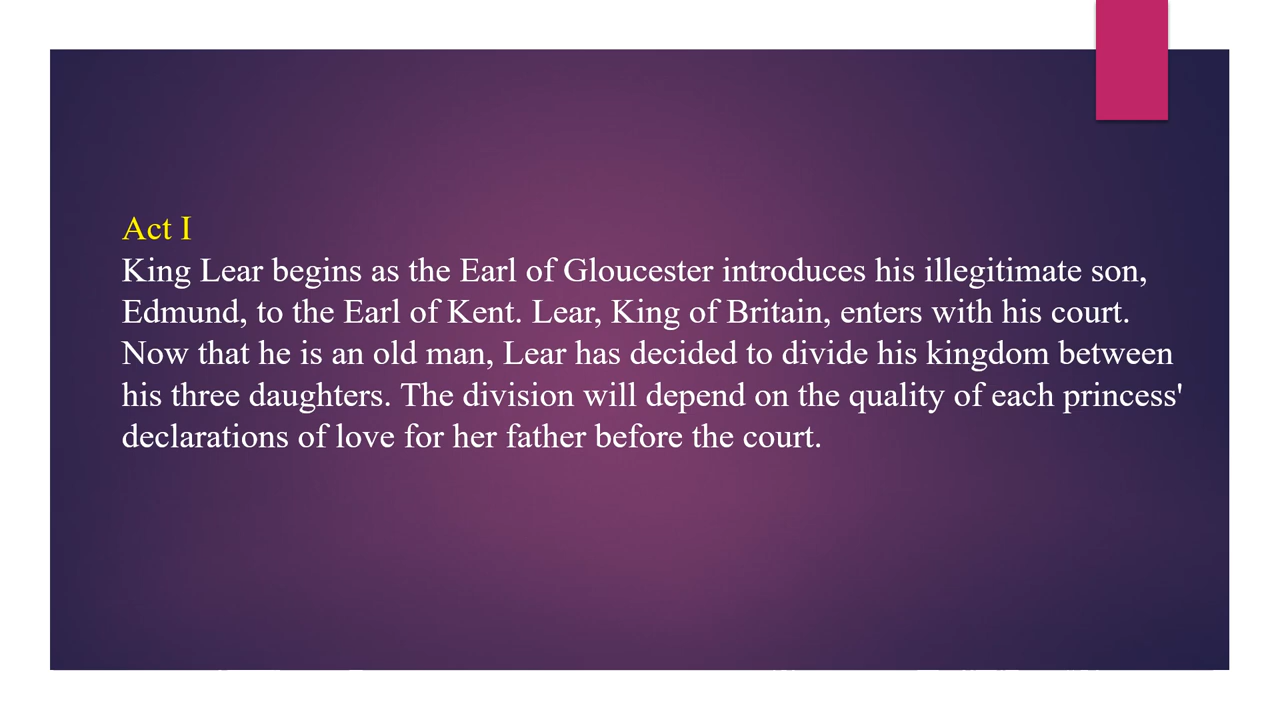 Act I
King Lear begins as the Earl of Gloucester introduces his illegitimate son,
Edmund, to the Earl of Kent. Lear, King of Britain, enters with his court.
Now that he is an old man, Lear has decided to divide his kingdom between
his three daughters. The division will depend on the quality of each princess'
declarations of love for her father before the court.